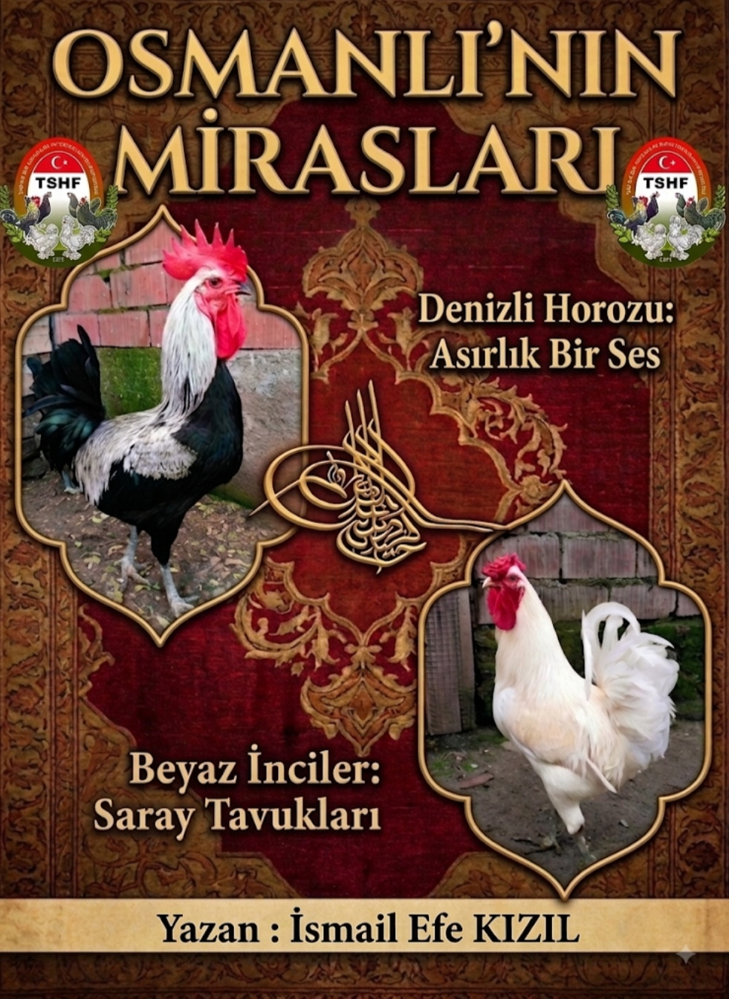 OSMANLI'NIN
MİRASLARI
TSHF
TSHF
Denizli Horozu:
Asırlık Bir Ses
Beyaz İnciler:
Saray Tavukları
Yazan : İsmail Efe KIZIL